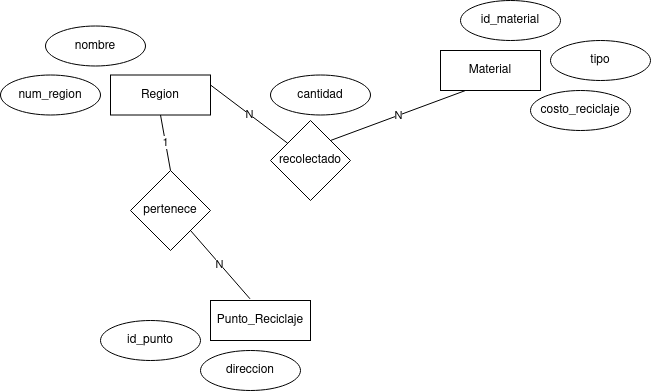 id_material
nombre
tipo
Material
num_region
Region
cantidad
costo_reciclaje
N
N
1
recolectado
pertenece
N
Punto_Reciclaje
id_punto
direccion